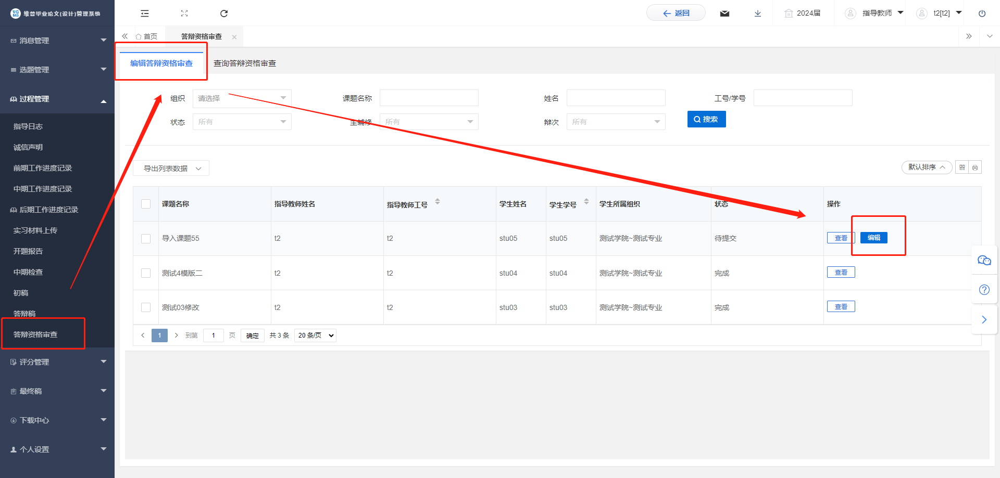 VG MS 维普毕业论文(设计)管理系统
返回
2024届
指导教师
t2[t2]
首页
答辩资格审查
消息管理
选题管理
过程管理
指导日志
诚信声明
前期工作进度记录
中期工作进度记录
后期工作进度记录
实习材料上传
开题报告
中期检查
初稿
答辩稿
答辩资格审查
评分管理
最终稿
下载中心
个人设置
编辑答辩资格审查
查询答辩资格审查
组织 请选择
课题名称
姓名
工号/学号
状态 所有
主辅修 所有
辩次 所有
搜索
导出列表数据
默认排序
课题名称 指导教师姓名 指导教师工号 学生姓名 学生学号 学生所属组织 状态 操作
导入课题55 t2 t2 stu05 stu05 测试学院~测试专业 待提交 查看 编辑
测试4模版二 t2 t2 stu04 stu04 测试学院~测试专业 完成 查看
测试03修改 t2 t2 stu03 stu03 测试学院~测试专业 完成 查看
1 到第 1 页 确定 共 3 条 20 条/页